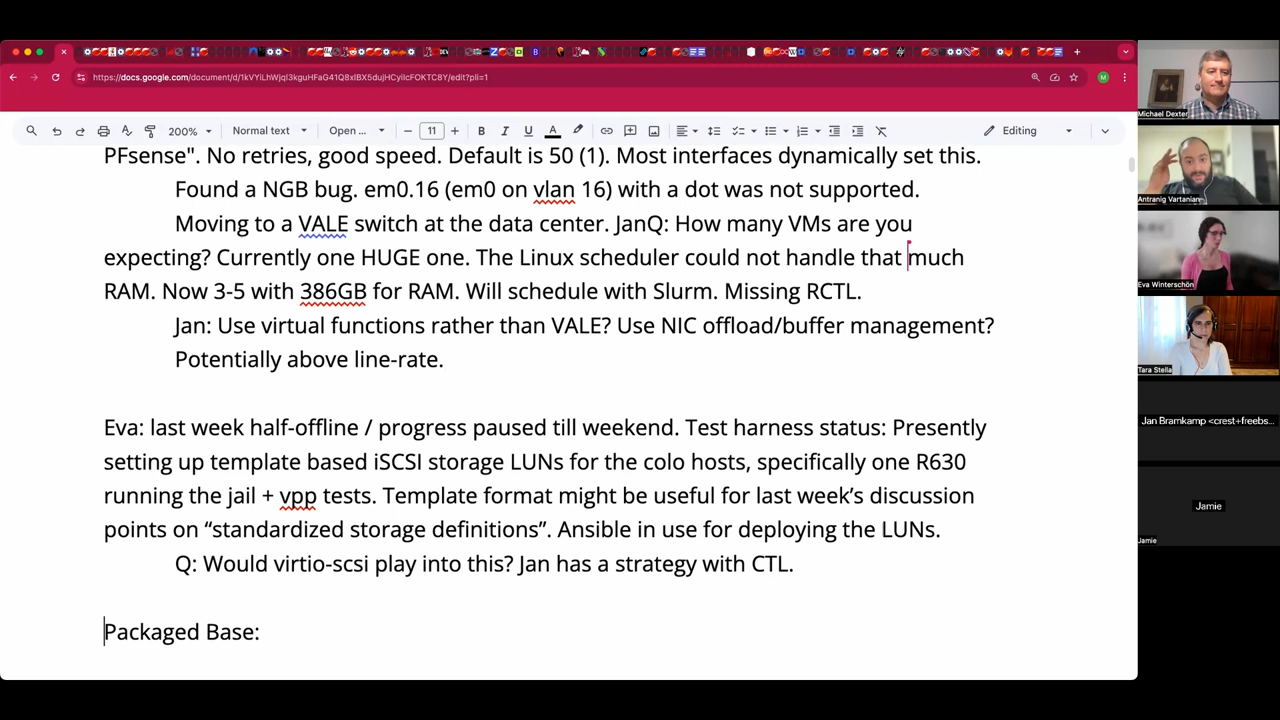 https://docs.google.com/document/d/1kVYiLhWjqI3kguHFaG41Q8xIBX5dujHCyiIcFOKTC8Y/edit?pli=1
200%
Normal text
Open ...
11
Editing
PFsense". No retries, good speed. Default is 50 (1). Most interfaces dynamically set this.
Found a NGB bug. em0.16 (em0 on vlan 16) with a dot was not supported.
Moving to a VALE switch at the data center. JanQ: How many VMs are you
expecting? Currently one HUGE one. The Linux scheduler could not handle that much
RAM. Now 3-5 with 386GB for RAM. Will schedule with Slurm. Missing RCTL.
Jan: Use virtual functions rather than VALE? Use NIC offload/buffer management?
Potentially above line-rate.
Eva: last week half-offline / progress paused till weekend. Test harness status: Presently
setting up template based iSCSI storage LUNs for the colo hosts, specifically one R630
running the jail + vpp tests. Template format might be useful for last week’s discussion
points on “standardized storage definitions”. Ansible in use for deploying the LUNs.
Q: Would virtio-scsi play into this? Jan has a strategy with CTL.
Packaged Base:
Michael Dexter
Antranig Vartanian
Eva Winterschön
Tara Stella
Jan Bramkamp <crest+freebs...
Jamie
Jamie